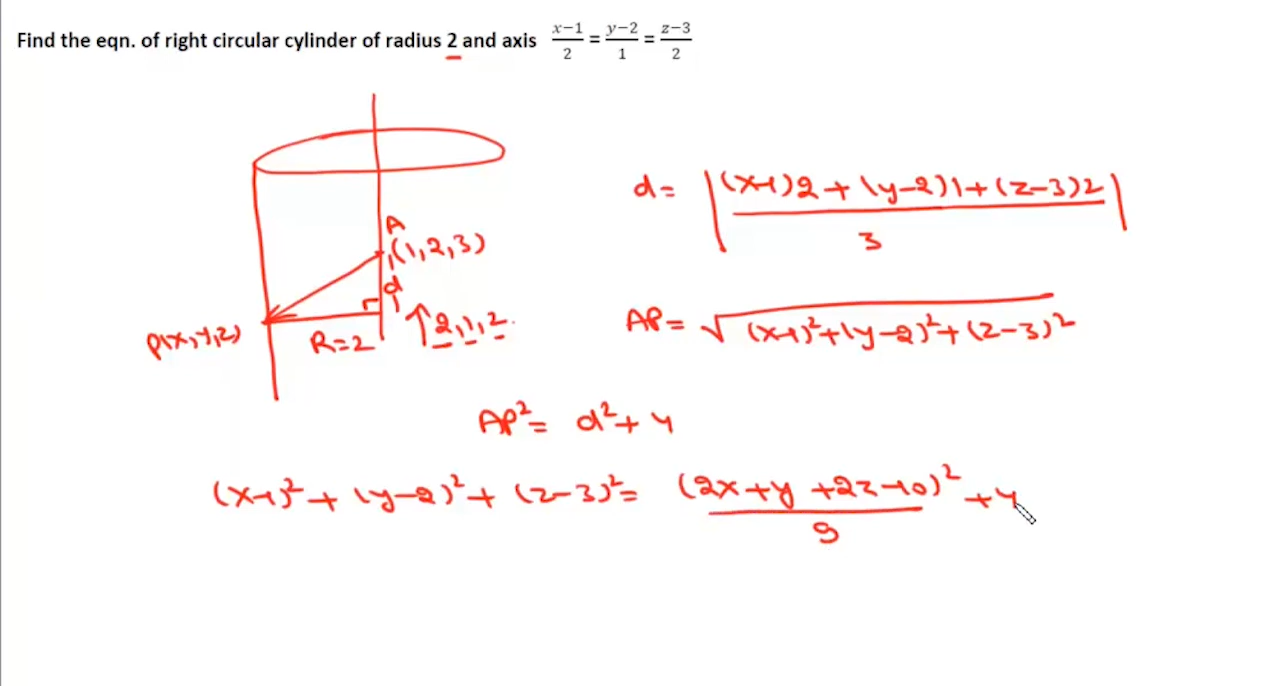 Find the eqn. of right circular cylinder of radius 2 and axis (x−1)/2 = (y−2)/1 = (z−3)/2
d = |((x-1)2 + (y-2)1 + (z-3)2)/3|
A
(1,2,3)
d
P(x,y,z)
R=2
↑2,1,2
AP = √((x-1)²+(y-2)²+(z-3)²)
AP² = d²+4
(x-1)² + (y-2)² + (z-3)² = (2x+y+2z-10)²/9 + 4